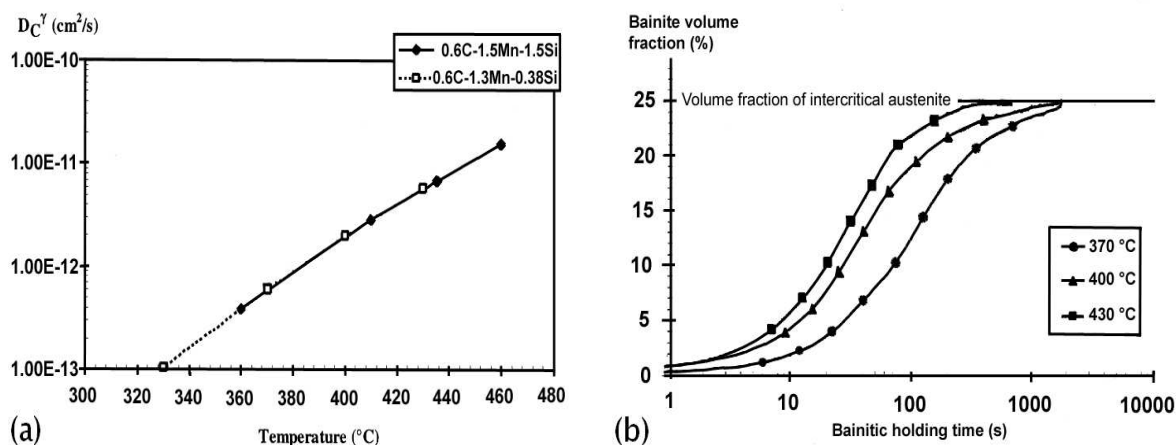 D_C^γ (cm²/s)
1.00E-10
1.00E-11
1.00E-12
1.00E-13
0.6C-1.5Mn-1.5Si
0.6C-1.3Mn-0.38Si
300 320 340 360 380 400 420 440 460 480
(a)
Temperature (°C)
Bainite volume
fraction (%)
30
25
20
15
10
5
0
Volume fraction of intercritical austenite
370 °C
400 °C
430 °C
1 10 100 1000 10000
(b)
Bainitic holding time (s)